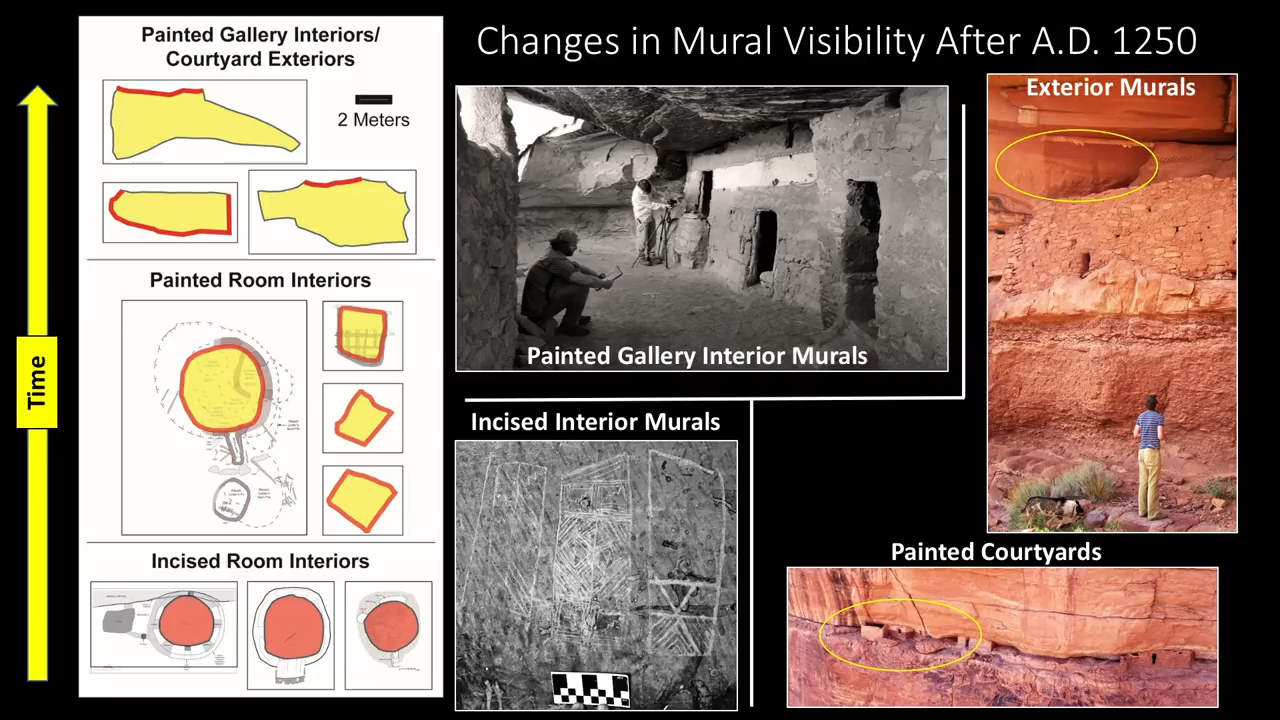 Changes in Mural Visibility After A.D. 1250
Painted Gallery Interiors/
Courtyard Exteriors
2 Meters
Painted Room Interiors
Incised Room Interiors
Time
Painted Gallery Interior Murals
Exterior Murals
Incised Interior Murals
Painted Courtyards